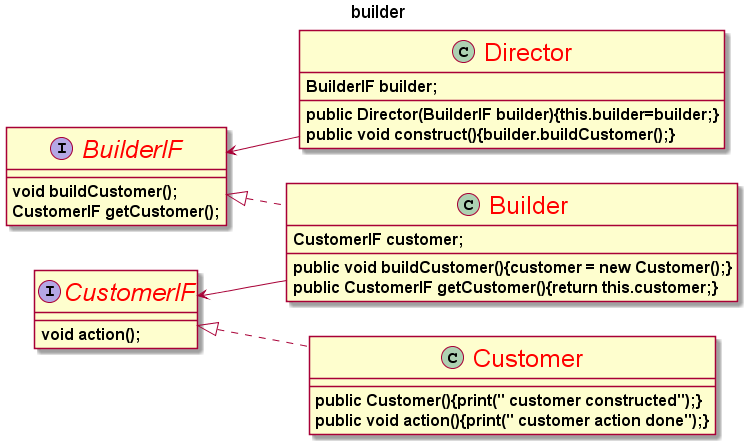 builder
C Director
BuilderIF builder;
public Director(BuilderIF builder){this.builder=builder;}
public void construct(){builder.buildCustomer();}
I BuilderIF
void buildCustomer();
CustomerIF getCustomer();
C Builder
CustomerIF customer;
public void buildCustomer(){customer = new Customer();}
public CustomerIF getCustomer(){return this.customer;}
I CustomerIF
void action();
C Customer
public Customer(){print(" customer constructed");}
public void action(){print(" customer action done");}